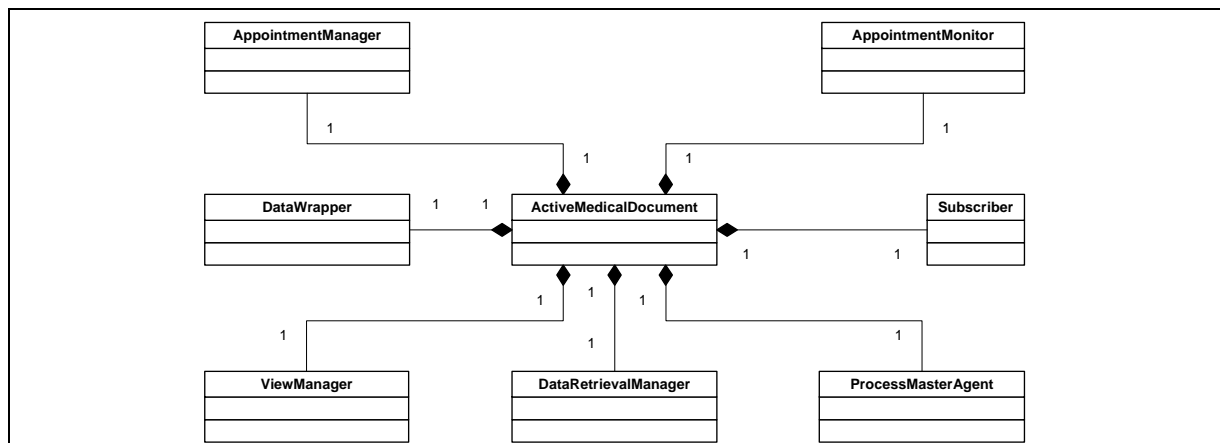 AppointmentManager
AppointmentMonitor
1
1
1
1
DataWrapper
1
1
ActiveMedicalDocument
Subscriber
1
1
1
1
1
1
1
1
ViewManager
DataRetrievalManager
ProcessMasterAgent